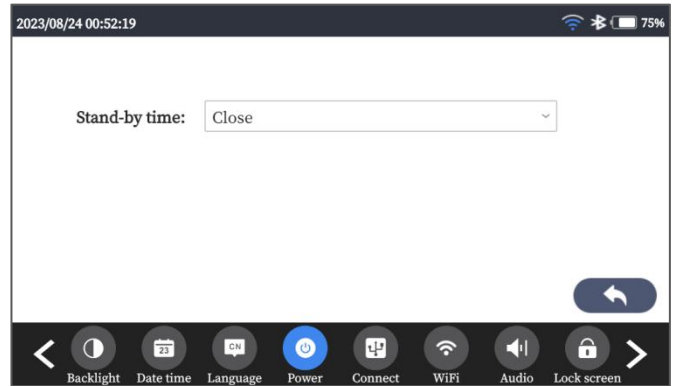 2023/08/24 00:52:19 75%
Stand-by time: Close
23 CN
Backlight Date time Language Power Connect WiFi Audio Lock screen